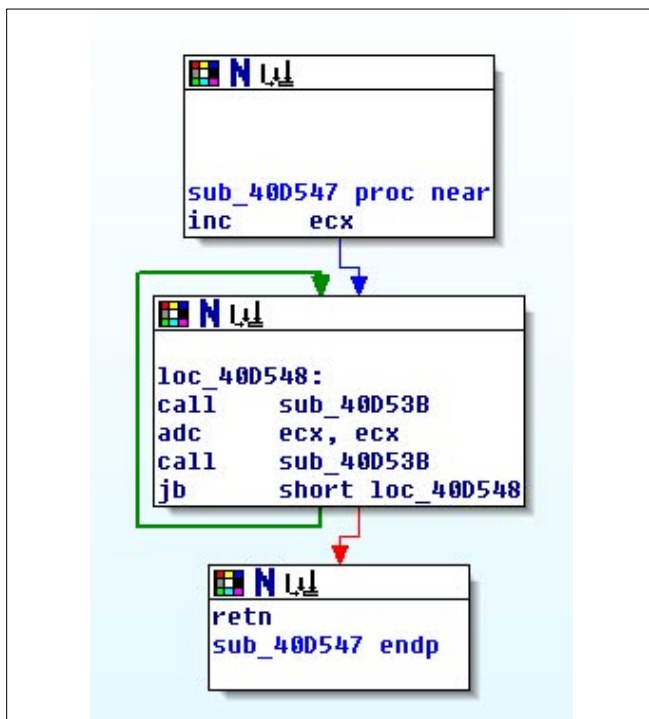 N
sub_40D547 proc near
inc ecx
N
loc_40D548:
call sub_40D53B
adc ecx, ecx
call sub_40D53B
jb short loc_40D548
N
retn
sub_40D547 endp